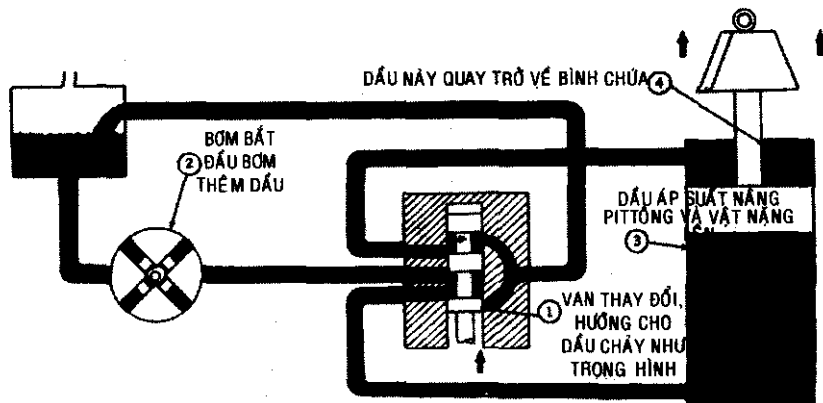 DẦU NÀY QUAY TRỞ VỀ BÌNH CHỨA ④
BƠM BẮT
② ĐẦU BƠM
THÊM DẦU
DẦU ÁP SUẤT NÂNG
PITTÔNG VÀ VẬT NẶNG
③
① VAN THAY ĐỔI,
HƯỚNG CHO
DẦU CHẢY NHƯ
TRONG HÌNH